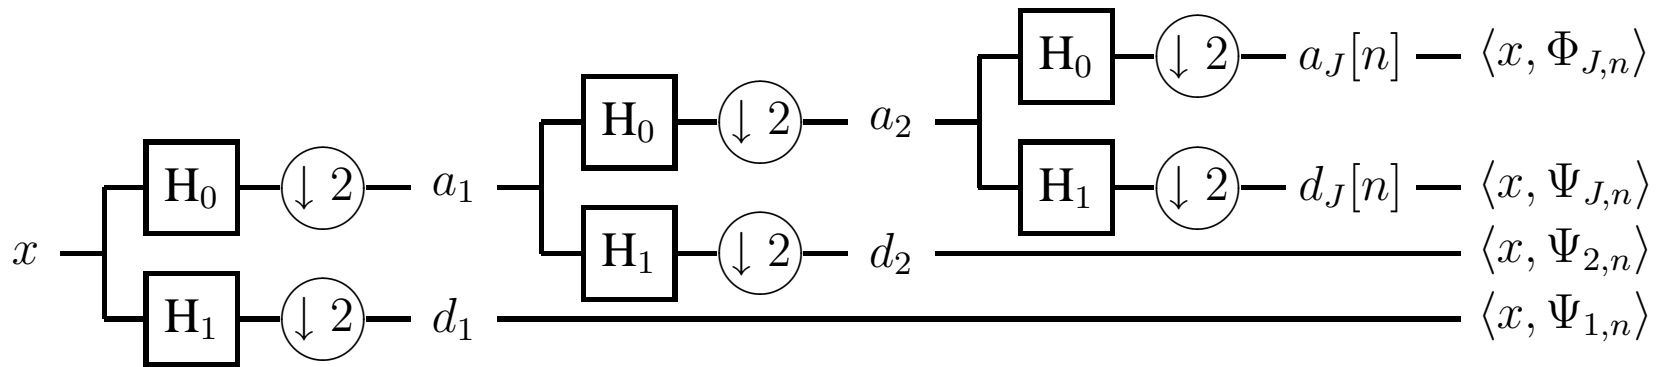 H₀ ↓ 2 a_J[n] ⟨x, Φ_{J,n}⟩
H₀ ↓ 2 a₂
H₀ ↓ 2 a₁ H₁ ↓ 2 d_J[n] ⟨x, Ψ_{J,n}⟩
x H₁ ↓ 2 d₂ ⟨x, Ψ_{2,n}⟩
H₁ ↓ 2 d₁ ⟨x, Ψ_{1,n}⟩